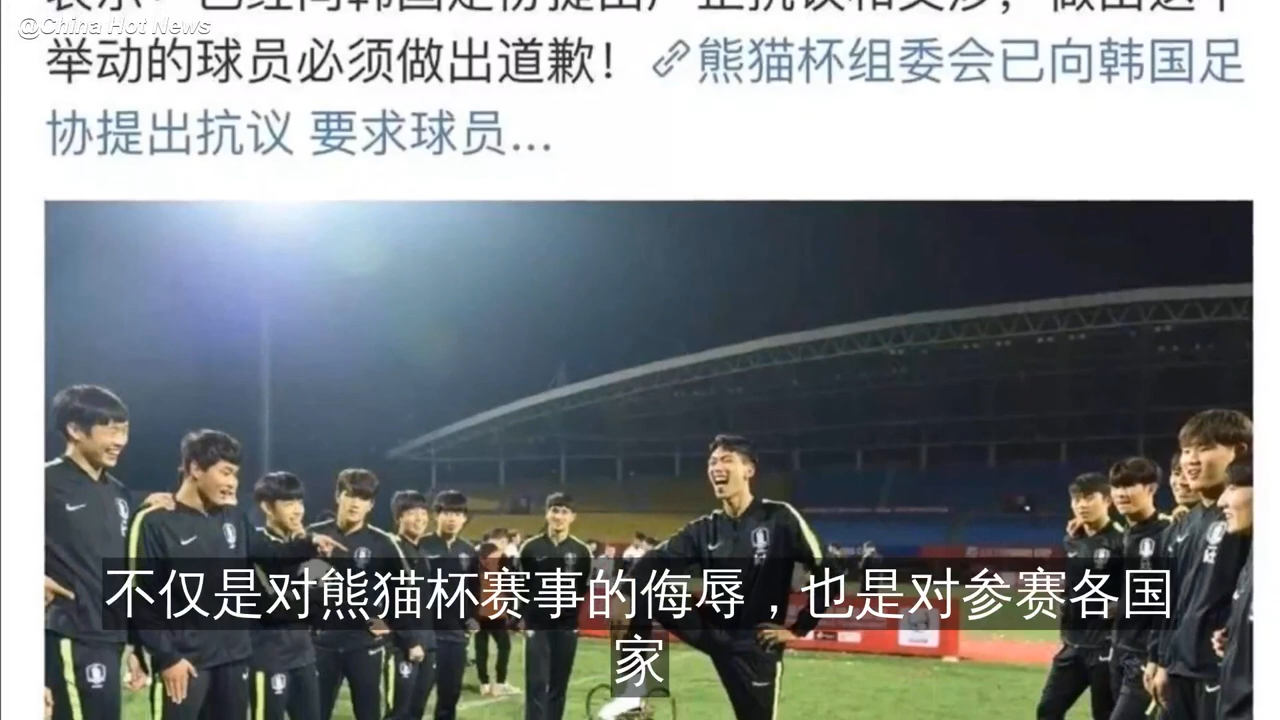 表示：已经向韩国足协提出严正抗议和交涉，做出这个
@China Hot News
举动的球员必须做出道歉！熊猫杯组委会已向韩国足
协提出抗议 要求球员...
不仅是对熊猫杯赛事的侮辱，也是对参赛各国
家